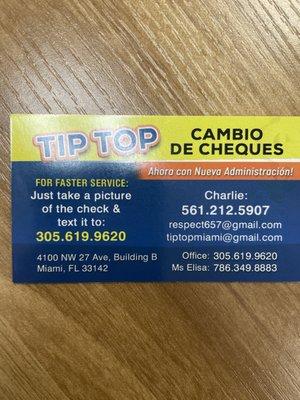 TIP TOP
CAMBIO
DE CHEQUES
Ahora con Nueva Administración!
FOR FASTER SERVICE:
Just take a picture
of the check &
text it to:
305.619.9620
4100 NW 27 Ave, Building B
Miami, FL 33142
Charlie:
561.212.5907
respect657@gmail.com
tiptopmiami@gmail.com
Office: 305.619.9620
Ms Elisa: 786.349.8883